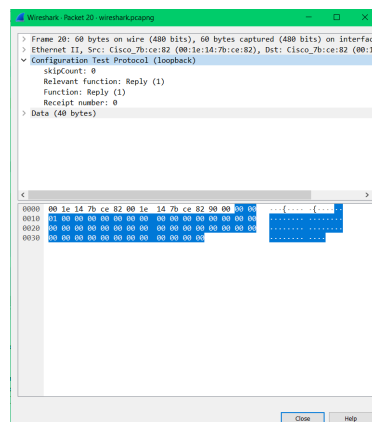 Wireshark · Packet 20 · wireshark.pcapng
> Frame 20: 60 bytes on wire (480 bits), 60 bytes captured (480 bits) on interfac
> Ethernet II, Src: Cisco_7b:ce:82 (00:1e:14:7b:ce:82), Dst: Cisco_7b:ce:82 (00:1
Configuration Test Protocol (loopback)
skipCount: 0
Relevant function: Reply (1)
Function: Reply (1)
Receipt number: 0
> Data (40 bytes)
0000 00 1e 14 7b ce 82 00 1e 14 7b ce 82 90 00 00 00 ···{···· ·{······
0010 01 00 00 00 00 00 00 00 00 00 00 00 00 00 00 00 ········ ········
0020 00 00 00 00 00 00 00 00 00 00 00 00 00 00 00 00 ········ ········
0030 00 00 00 00 00 00 00 00 00 00 00 00 ········ ····
Close Help